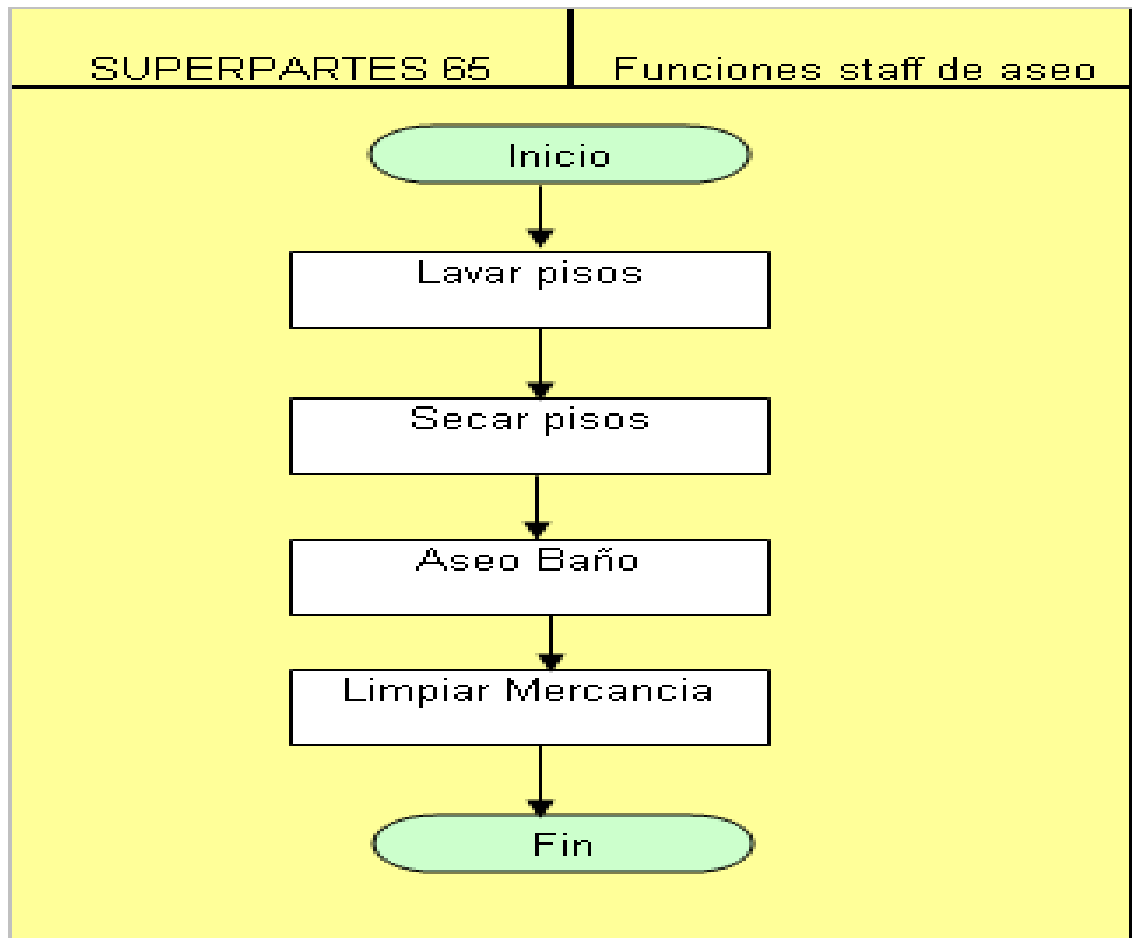 SUPERPARTES 65
Funciones staff de aseo
Inicio
Lavar pisos
Secar pisos
Aseo Baño
Limpiar Mercancia
Fin